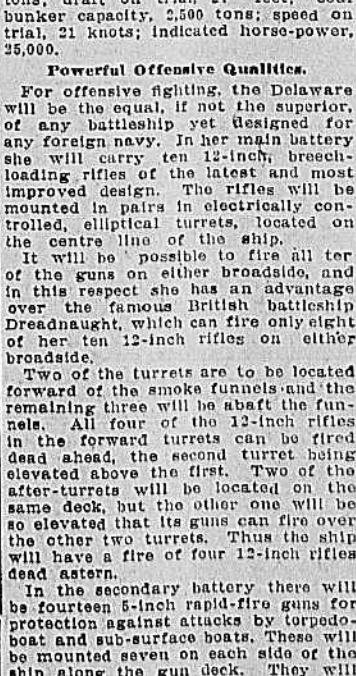 bunker capacity, 2,500 tons; speed on
trial, 21 knots; indicated horse-power,
25,000.
Powerful Offensive Qualities.
For offensive fighting, the Delaware
will be the equal, if not the superior,
of any battleship yet designed for
any foreign navy. In her main battery
she will carry ten 12-inch, breech-
loading rifles of the latest and most
improved design. The rifles will be
mounted in pairs in electrically con-
trolled, elliptical turrets, located on
the centre line of the ship.
It will be possible to fire all ter
of the guns on either broadside, and
in this respect she has an advantage
over the famous British battleship
Dreadnaught, which can fire only eight
of her ten 12-inch rifles on either
broadside.
Two of the turrets are to be located
forward of the smoke funnels and the
remaining three will be abaft the fun-
nels. All four of the 12-inch rifles
in the forward turrets can be fired
dead ahead, the second turret being
elevated above the first. Two of the
after-turrets will be located on the
same deck, but the other one will be
so elevated that its guns can fire over
the other two turrets. Thus the ship
will have a fire of four 12-inch rifles
dead astern.
In the secondary battery there will
be fourteen 5-inch rapid-fire guns for
protection against attacks by torpedo-
boat and sub-surface boats. These will
be mounted seven on each side of the
ship along the gun deck. They will